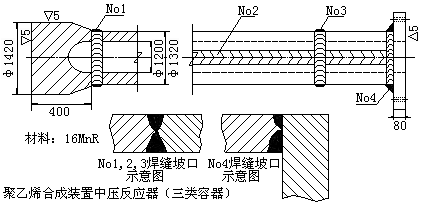 No1
No2
No3
No4
▽5
▽5
△5
Φ1420
Φ1200
Φ1320
400
80
材料：16MnR
No1,2,3焊缝坡口
示意图
No4焊缝坡口
示意图
聚乙烯合成装置中压反应器（三类容器）